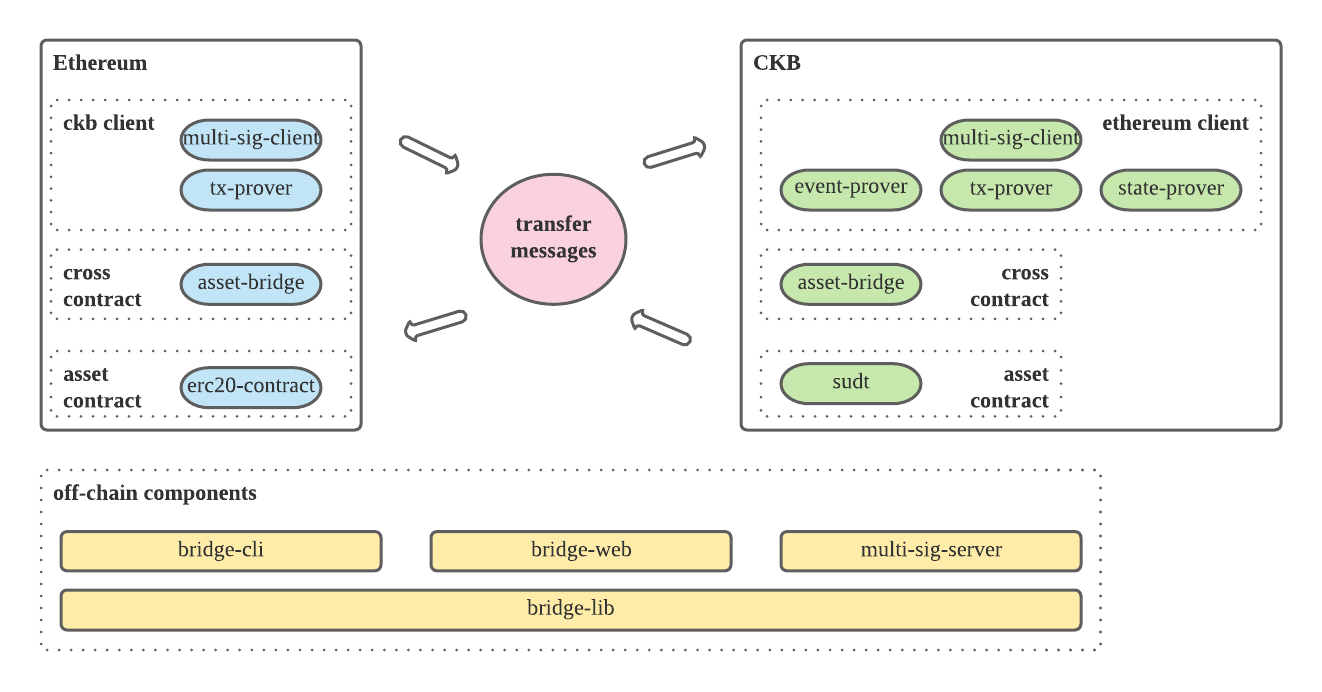 Ethereum
ckb client
multi-sig-client
tx-prover
cross
contract
asset-bridge
asset
contract
erc20-contract
transfer
messages
CKB
multi-sig-client
ethereum client
event-prover
tx-prover
state-prover
asset-bridge
cross
contract
sudt
asset
contract
off-chain components
bridge-cli
bridge-web
multi-sig-server
bridge-lib